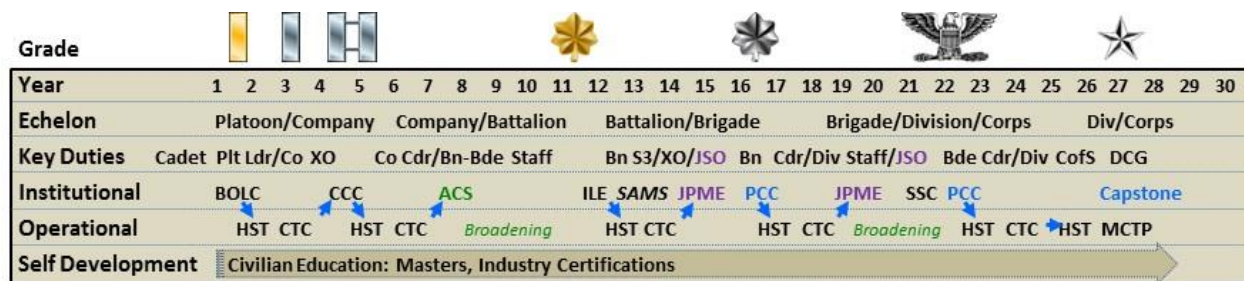 Grade
Year 1 2 3 4 5 6 7 8 9 10 11 12 13 14 15 16 17 18 19 20 21 22 23 24 25 26 27 28 29 30
Echelon Platoon/Company Company/Battalion Battalion/Brigade Brigade/Division/Corps Div/Corps
Key Duties Cadet Plt Ldr/Co XO Co Cdr/Bn-Bde Staff Bn S3/XO/JSO Bn Cdr/Div Staff/JSO Bde Cdr/Div CofS DCG
Institutional BOLC CCC ACS ILE SAMS JPME PCC JPME SSC PCC Capstone
Operational HST CTC HST CTC Broadening HST CTC HST CTC Broadening HST CTC HST MCTP
Self Development Civilian Education: Masters, Industry Certifications